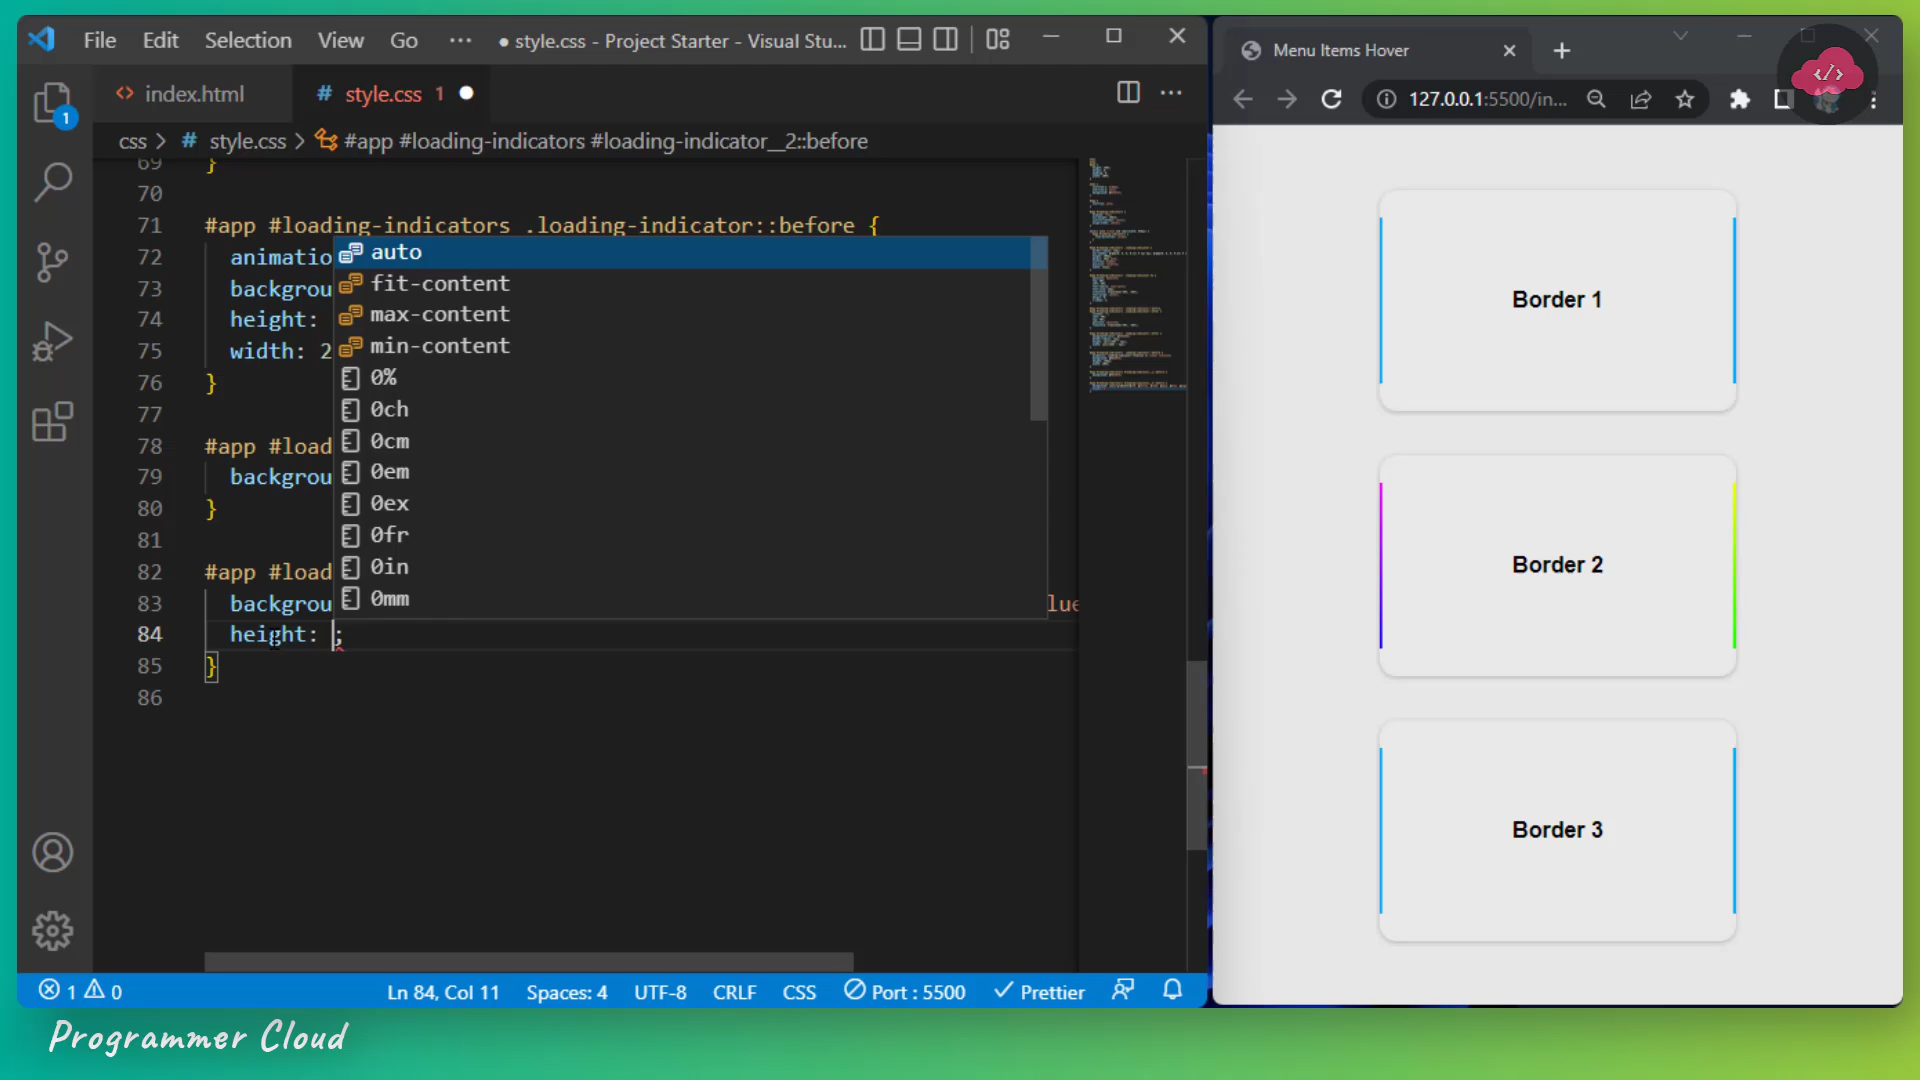 File Edit Selection View Go ··· ● style.css - Project Starter - Visual Stu...
Menu Items Hover
index.html # style.css 1
127.0.0.1:5500/in...
css > # style.css > #app #loading-indicators #loading-indicator__2::before
69 }
70
71 #app #loading-indicators .loading-indicator::before {
72 animatio
73 backgrou
74 height:
75 width: 2
76 }
77
78 #app #load
79 backgrou
80 }
81
82 #app #load
83 backgrou lue
84 height: ;
85 }
86
auto
fit-content
max-content
min-content
0%
0ch
0cm
0em
0ex
0fr
0in
0mm
1
Border 1
Border 2
Border 3
1 0 Ln 84, Col 11 Spaces: 4 UTF-8 CRLF CSS Port : 5500 Prettier
Programmer Cloud